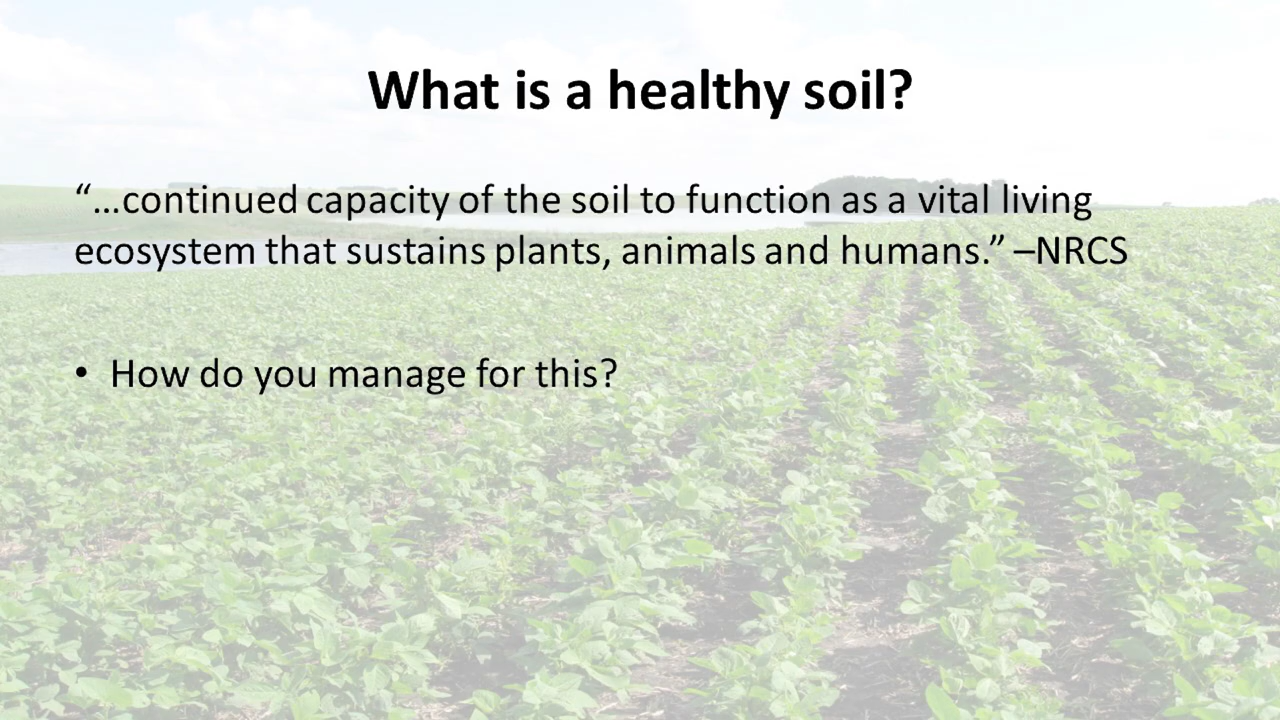 What is a healthy soil?
“…continued capacity of the soil to function as a vital living
ecosystem that sustains plants, animals and humans.” –NRCS
• How do you manage for this?